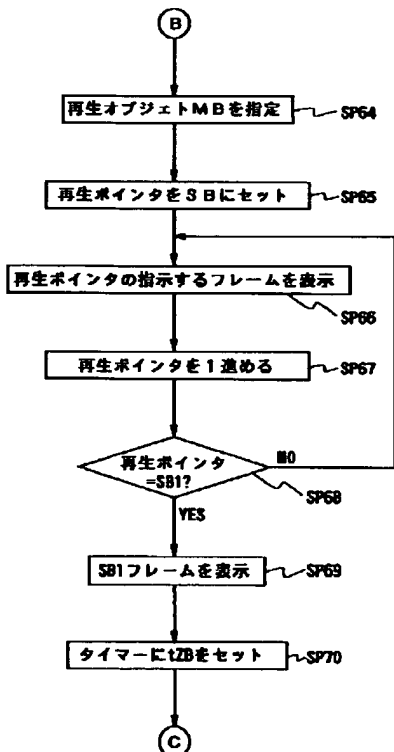 B
再生オブジェトMBを指定
SP64
再生ポインタをSBにセット
SP65
再生ポインタの指示するフレームを表示
SP66
再生ポインタを1進める
SP67
再生ポインタ
=SB1?
NO
SP68
YES
SB1フレームを表示
SP69
タイマーにtZBをセット
SP70
C